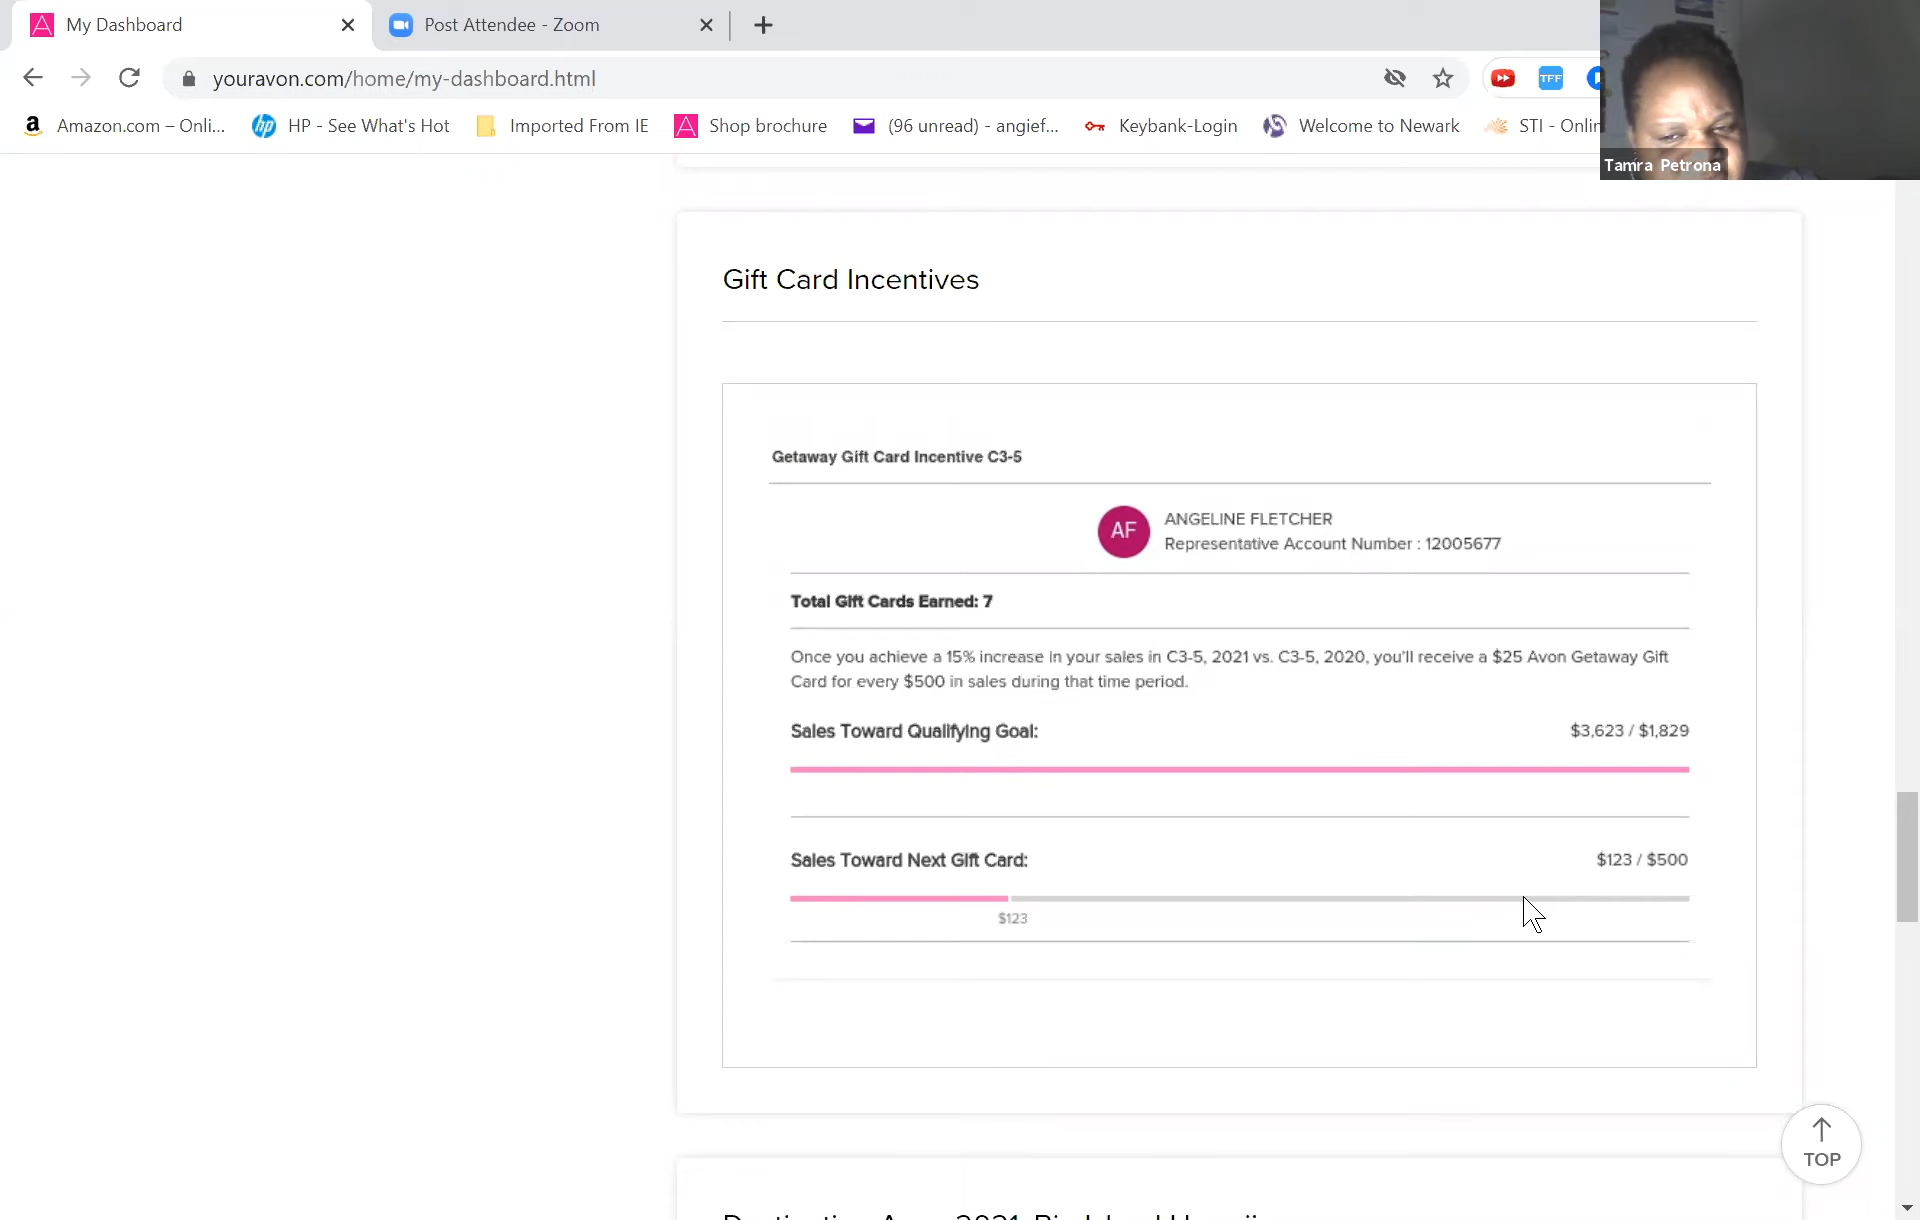 My Dashboard
Post Attendee - Zoom
youravon.com/home/my-dashboard.html
TFF
Amazon.com – Onli...
hp
HP - See What's Hot
Imported From IE
Shop brochure
(96 unread) - angief...
Keybank-Login
Welcome to Newark
STI - Onlin
Tamra Petrona
Gift Card Incentives
Getaway Gift Card Incentive C3-5
AF
ANGELINE FLETCHER
Representative Account Number : 12005677
Total Gift Cards Earned: 7
Once you achieve a 15% increase in your sales in C3-5, 2021 vs. C3-5, 2020, you'll receive a $25 Avon Getaway Gift
Card for every $500 in sales during that time period.
Sales Toward Qualifying Goal:
$3,623 / $1,829
Sales Toward Next Gift Card:
$123 / $500
$123
TOP